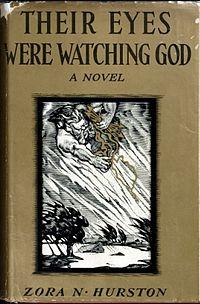 THEIR EYES
WERE WATCHING GOD
A NOVEL
ZORA N · HURSTON